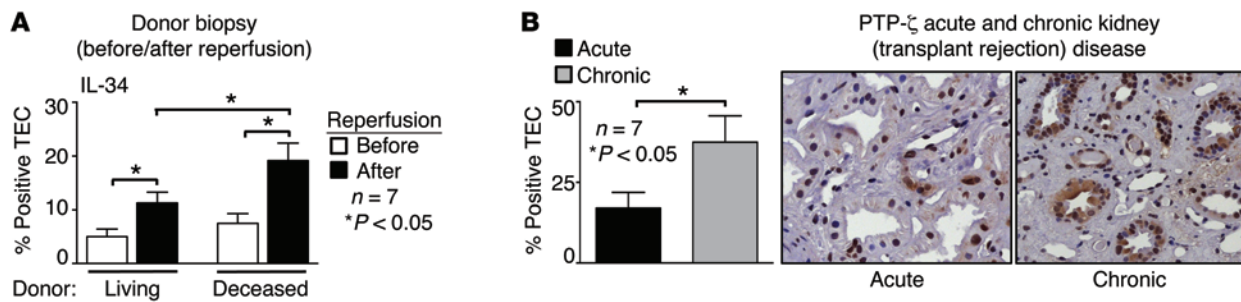 A
Donor biopsy
(before/after reperfusion)
IL-34
% Positive TEC
30
20
10
0
*
*
*
Reperfusion
Before
After
n = 7
*P < 0.05
Donor: Living Deceased
B
Acute
Chronic
% Positive TEC
50
25
0
*
n = 7
*P < 0.05
PTP-ζ acute and chronic kidney
(transplant rejection) disease
Acute Chronic